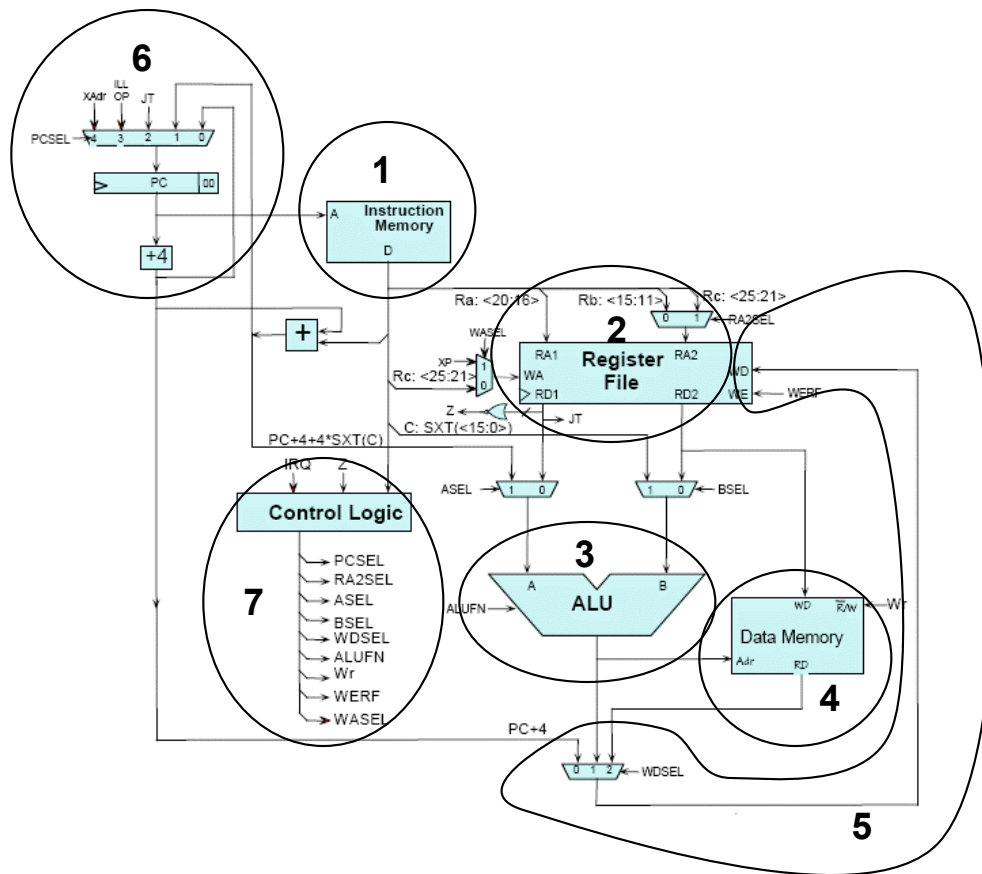 6
ILL
XAdr OP JT
PCSEL 4 3 2 1 0
PC 00
+4
1
A Instruction
Memory
D
Ra: <20:16> Rb: <15:11> Rc: <25:21>
0 1 RA2SEL
2
+
WASEL
XP 1
Rc: <25:21> 0
RA1 Register RA2
WA File WD
RD1 RD2 WE WERF
Z JT
C: SXT(<15:0>)
PC+4+4*SXT(C)
IRQ Z
ASEL 1 0 1 0 BSEL
Control Logic
7
PCSEL
RA2SEL
ASEL
BSEL
WDSEL
ALUFN
Wr
WERF
WASEL
3
A B
ALUFN ALU
WD R/W Wr
Data Memory
Adr RD
4
PC+4
0 1 2 WDSEL
5